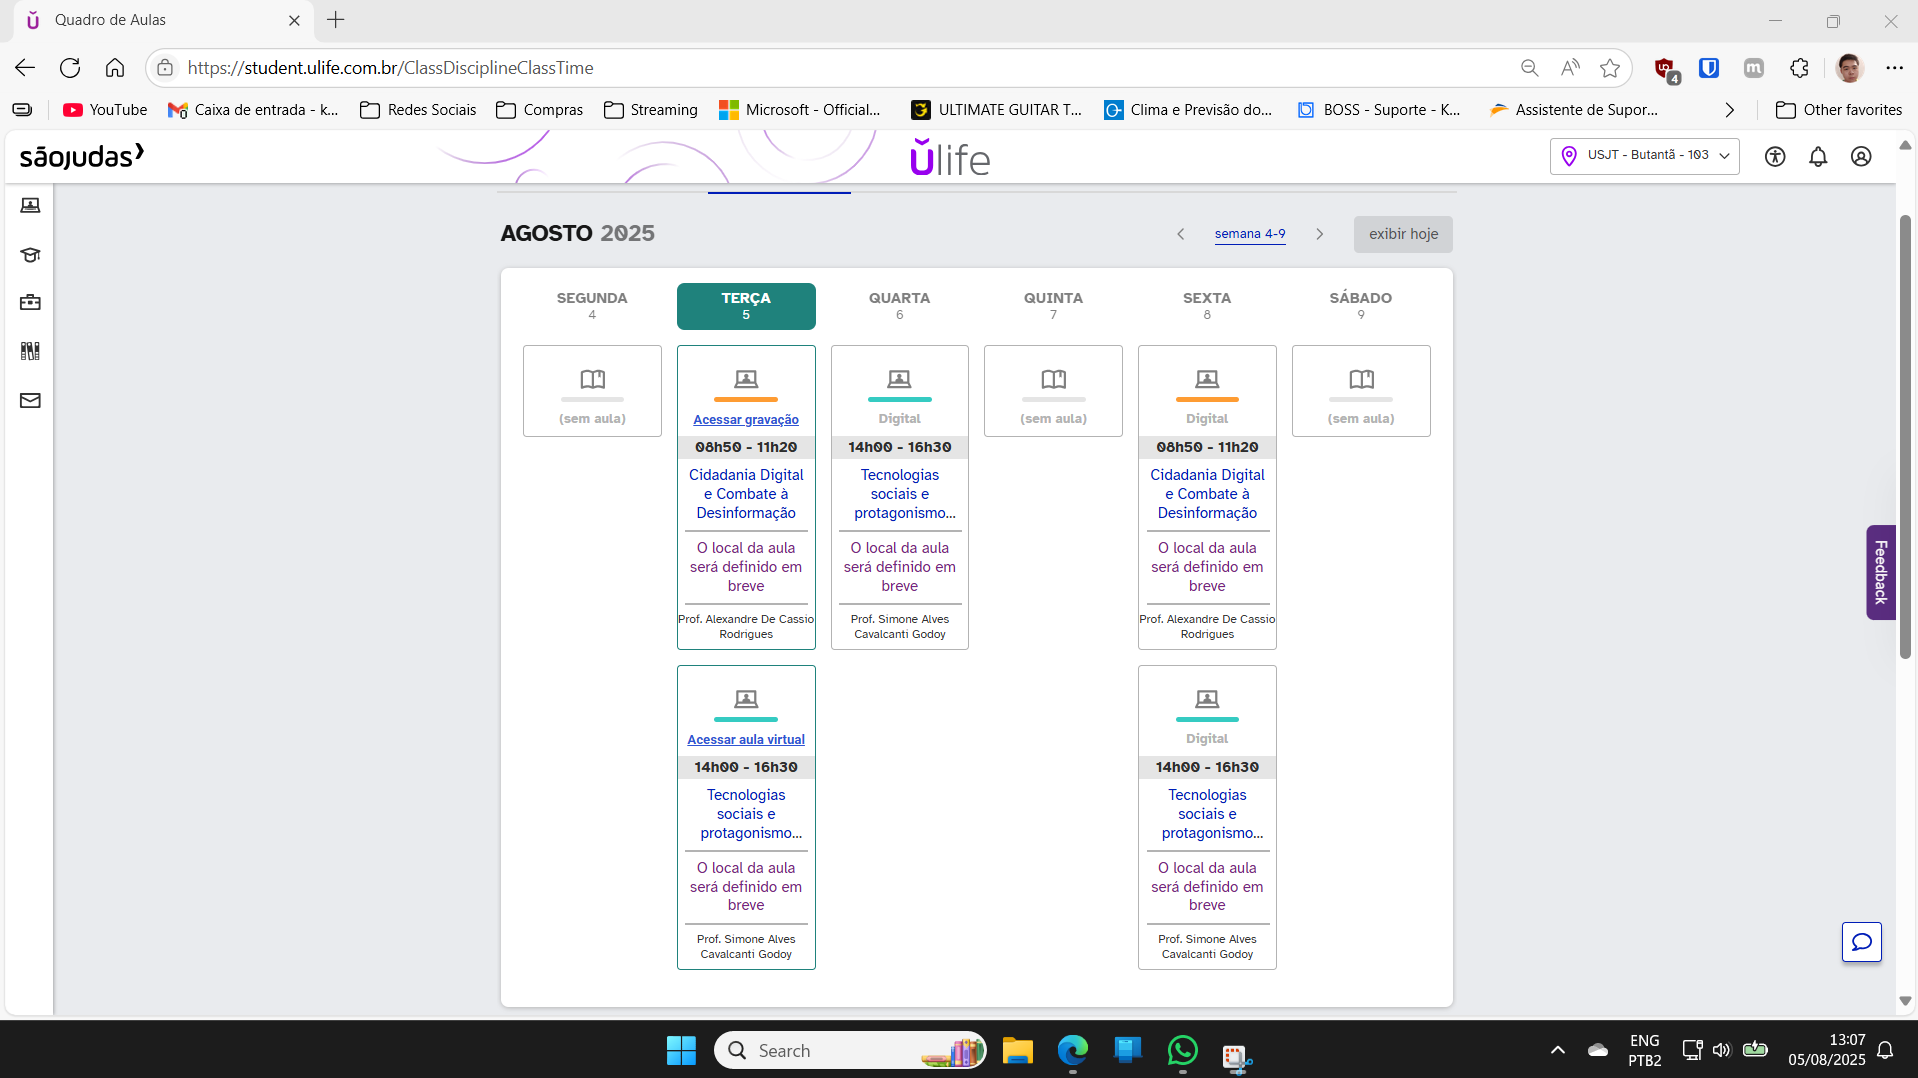 Quadro de Aulas
https://student.ulife.com.br/ClassDisciplineClassTime
4
YouTube
Caixa de entrada - k...
Redes Sociais
Compras
Streaming
Microsoft - Official...
ULTIMATE GUITAR T...
Clima e Previsão do...
BOSS - Suporte - K...
Assistente de Supor...
Other favorites
sãojudas
ulife
USJT - Butantã - 103
AGOSTO 2025
semana 4-9
exibir hoje
SEGUNDA
4
(sem aula)
TERÇA
5
Acessar gravação
08h50 - 11h20
Cidadania Digital
e Combate à
Desinformação
O local da aula
será definido em
breve
Prof. Alexandre De Cassio
Rodrigues
Acessar aula virtual
14h00 - 16h30
Tecnologias
sociais e
protagonismo...
O local da aula
será definido em
breve
Prof. Simone Alves
Cavalcanti Godoy
QUARTA
6
Digital
14h00 - 16h30
Tecnologias
sociais e
protagonismo...
O local da aula
será definido em
breve
Prof. Simone Alves
Cavalcanti Godoy
QUINTA
7
(sem aula)
SEXTA
8
Digital
08h50 - 11h20
Cidadania Digital
e Combate à
Desinformação
O local da aula
será definido em
breve
Prof. Alexandre De Cassio
Rodrigues
Digital
14h00 - 16h30
Tecnologias
sociais e
protagonismo...
O local da aula
será definido em
breve
Prof. Simone Alves
Cavalcanti Godoy
SÁBADO
9
(sem aula)
Feedback
Search
ENG
PTB2
13:07
05/08/2025